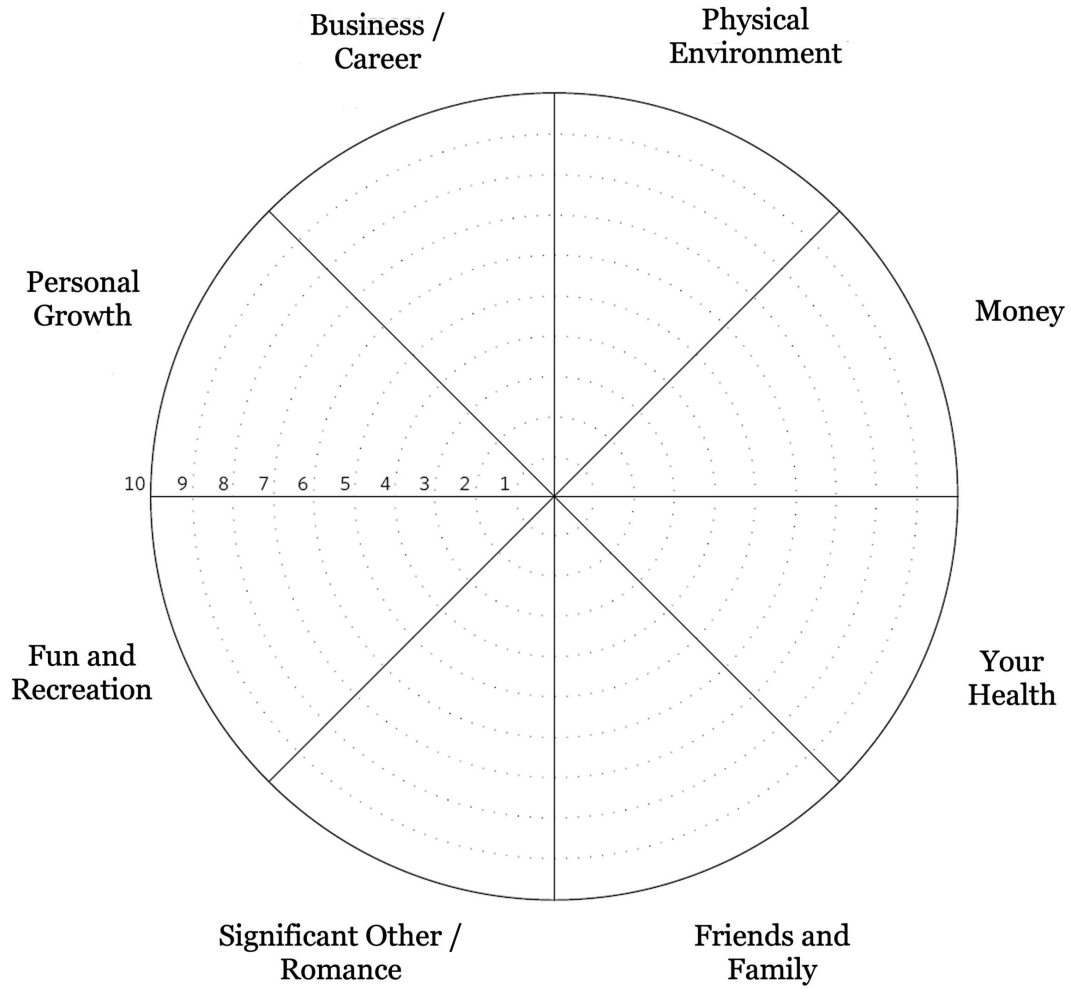 Business /
Career
Physical
Environment
Personal
Growth
Money
10 9 8 7 6 5 4 3 2 1
Fun and
Recreation
Your
Health
Significant Other /
Romance
Friends and
Family